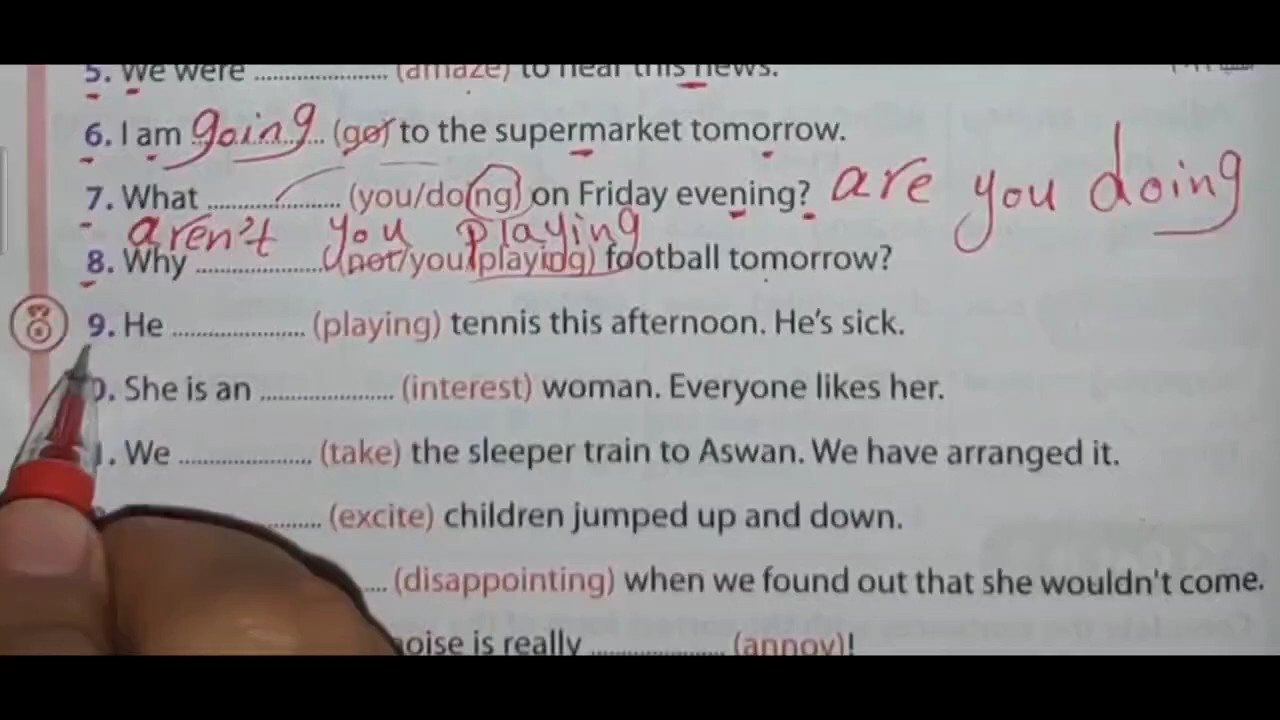 5. We were .................... (amaze) to hear this news.
6. I am going (go) to the supermarket tomorrow.
7. What .................... (you/doing) on Friday evening? are you doing
aren't you playing
8. Why .................... (not/you/playing) football tomorrow?
9. He .................... (playing) tennis this afternoon. He's sick.
0. She is an .................... (interest) woman. Everyone likes her.
1. We .................... (take) the sleeper train to Aswan. We have arranged it.
........ (excite) children jumped up and down.
.... (disappointing) when we found out that she wouldn't come.
noise is really .................... (annoy)!